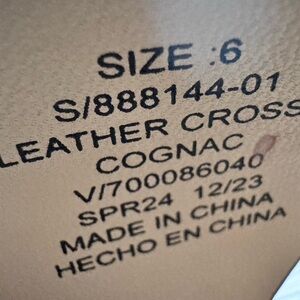 SIZE :6
S/888144-01
LEATHER CROSS
COGNAC
V/700086040
SPR24 12/23
MADE IN CHINA
HECHO EN CHINA